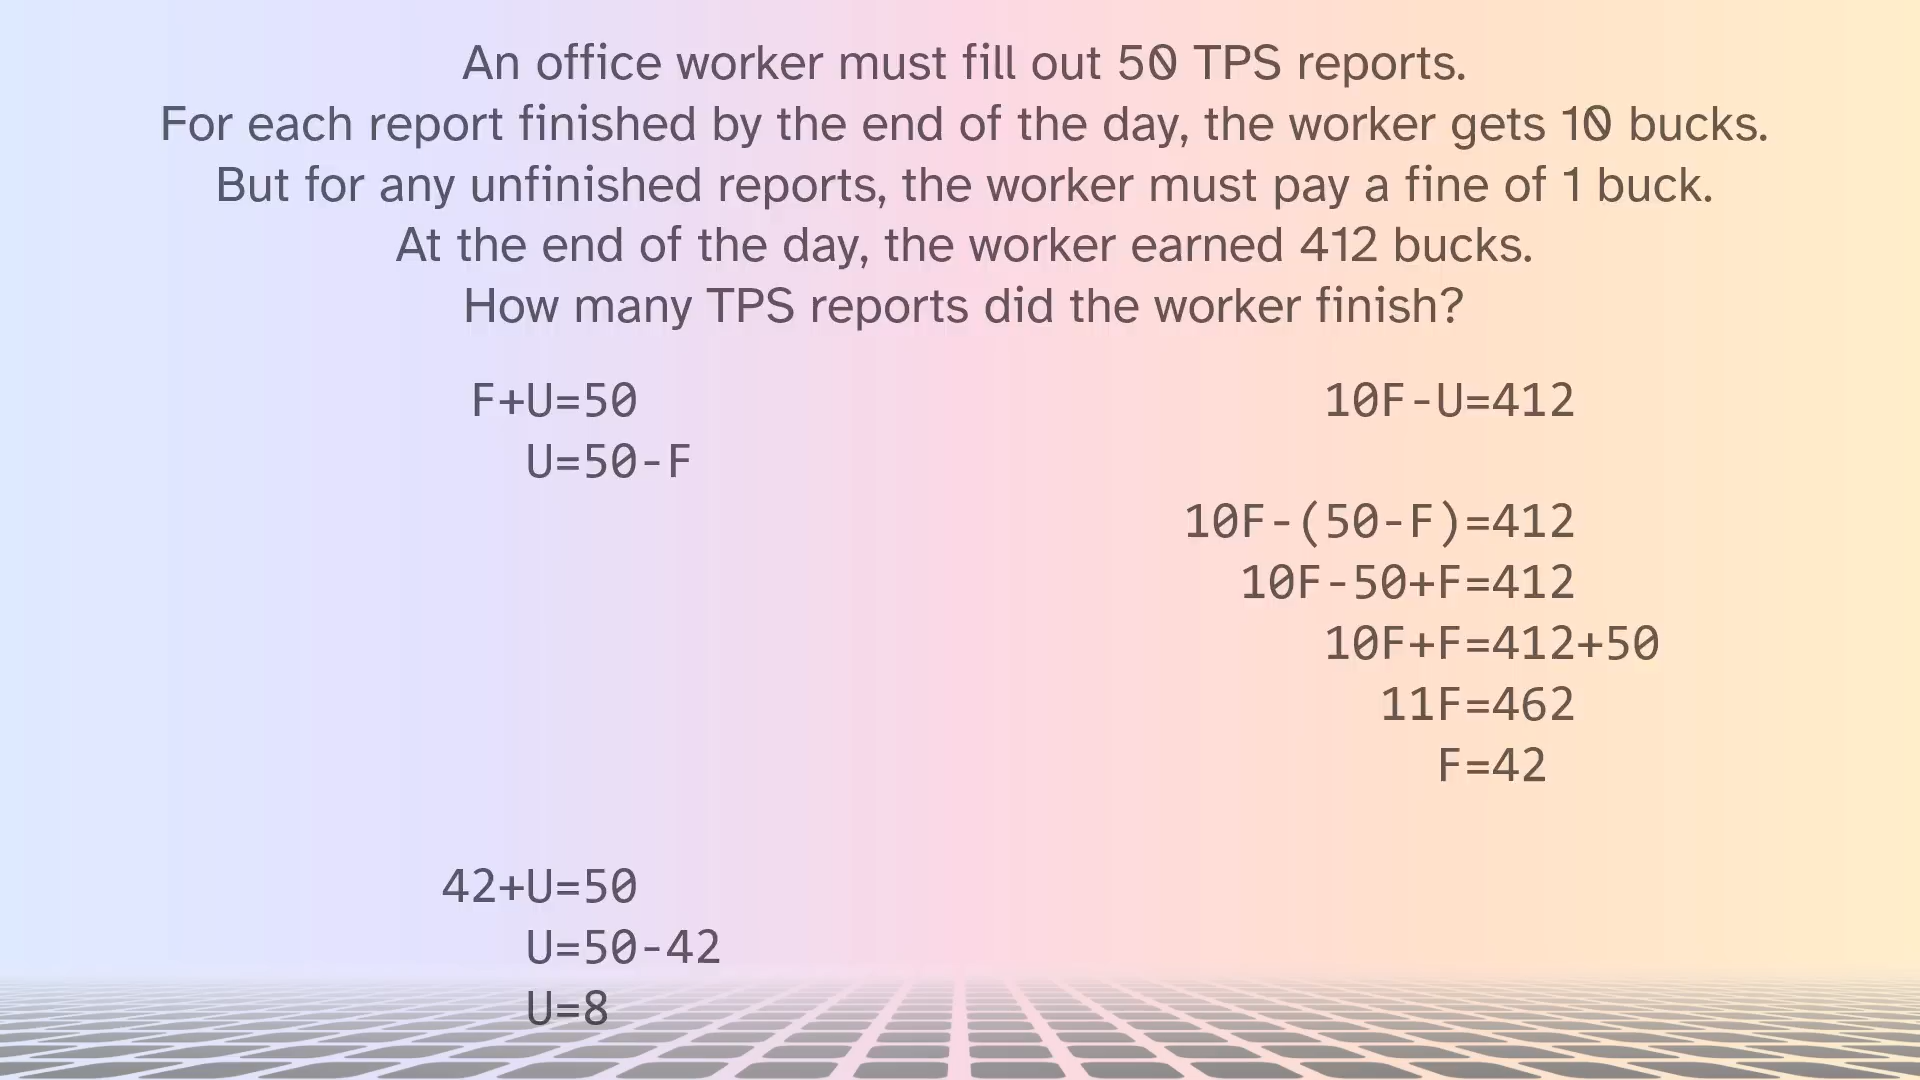 An office worker must fill out 50 TPS reports.
For each report finished by the end of the day, the worker gets 10 bucks.
But for any unfinished reports, the worker must pay a fine of 1 buck.
At the end of the day, the worker earned 412 bucks.
How many TPS reports did the worker finish?
F+U=50
U=50-F
10F-U=412
10F-(50-F)=412
10F-50+F=412
10F+F=412+50
11F=462
F=42
42+U=50
U=50-42
U=8